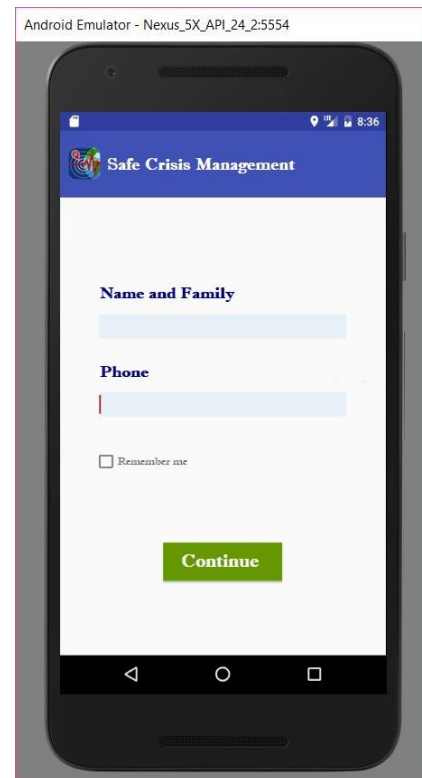 Android Emulator - Nexus_5X_API_24_2:5554
8:36
Safe Crisis Management
Name and Family
Phone
Remember me
Continue